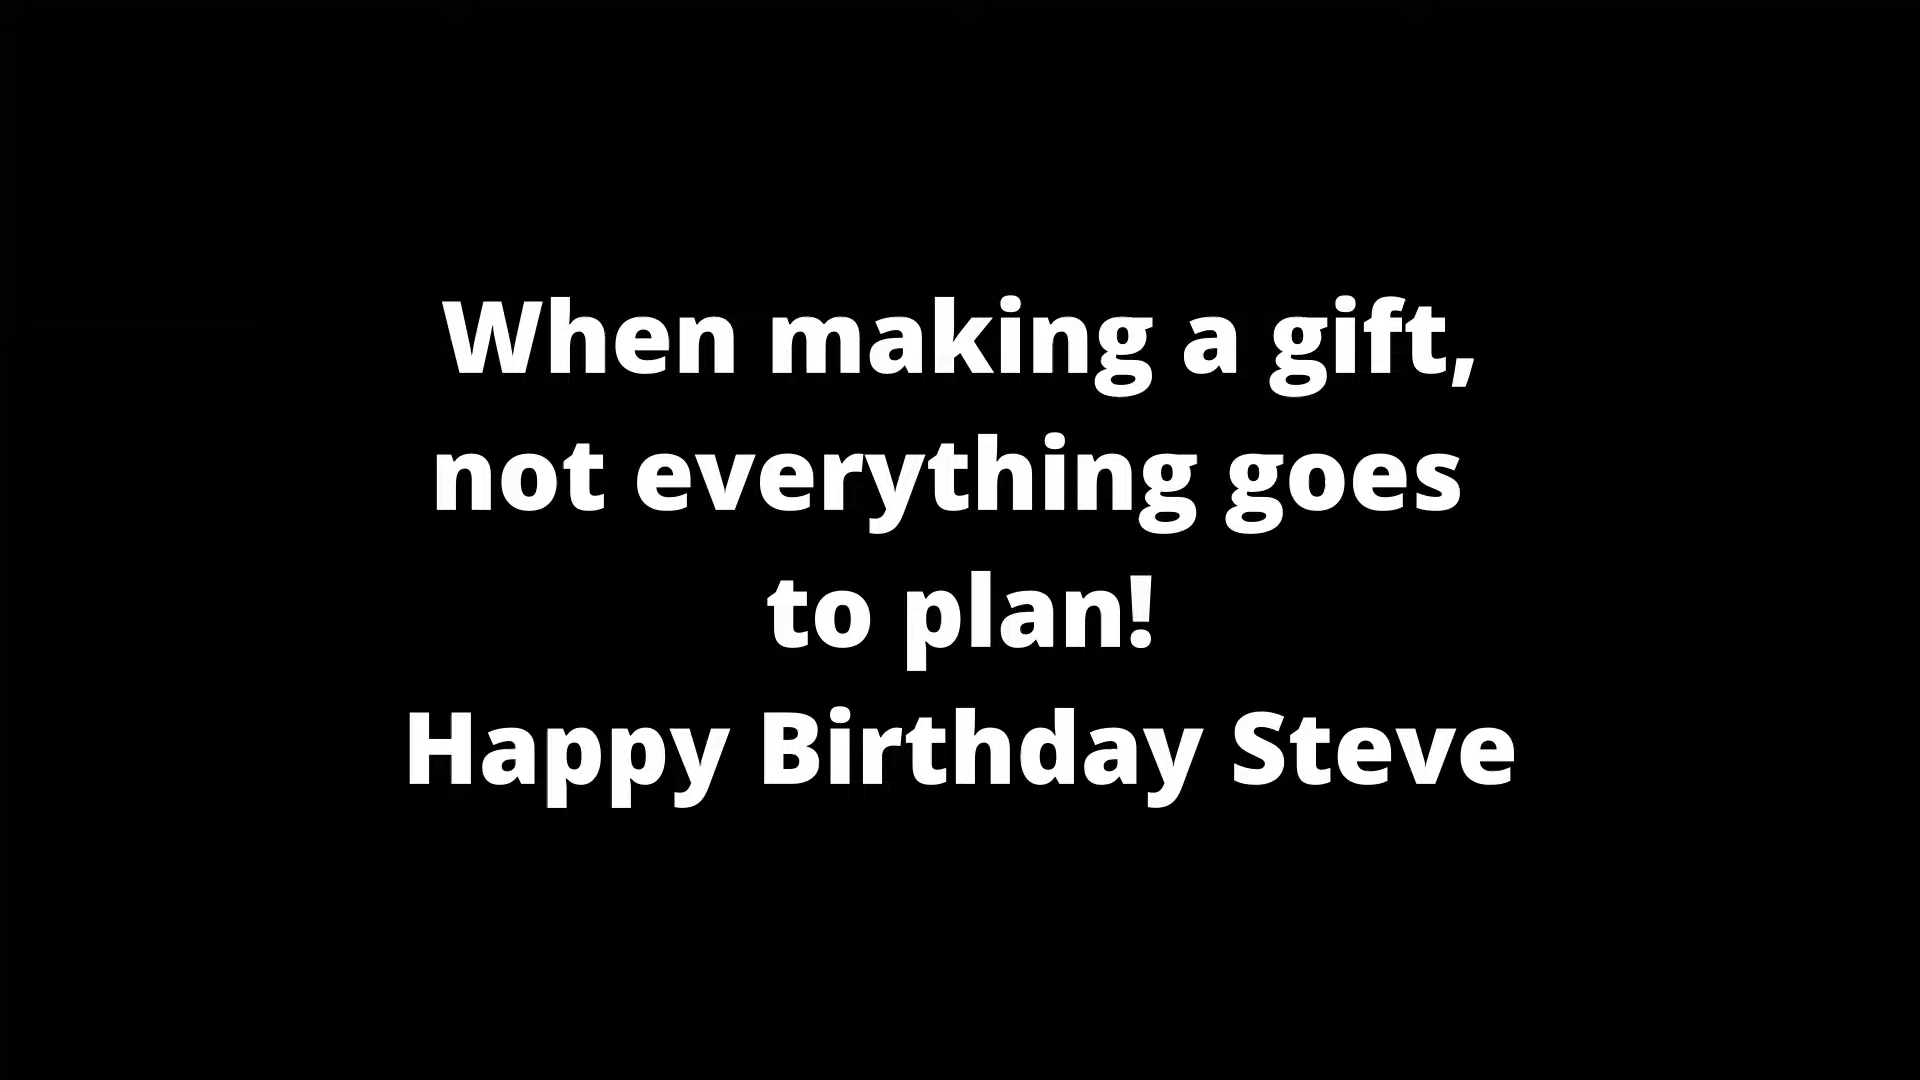 When making a gift,
not everything goes
to plan!
Happy Birthday Steve